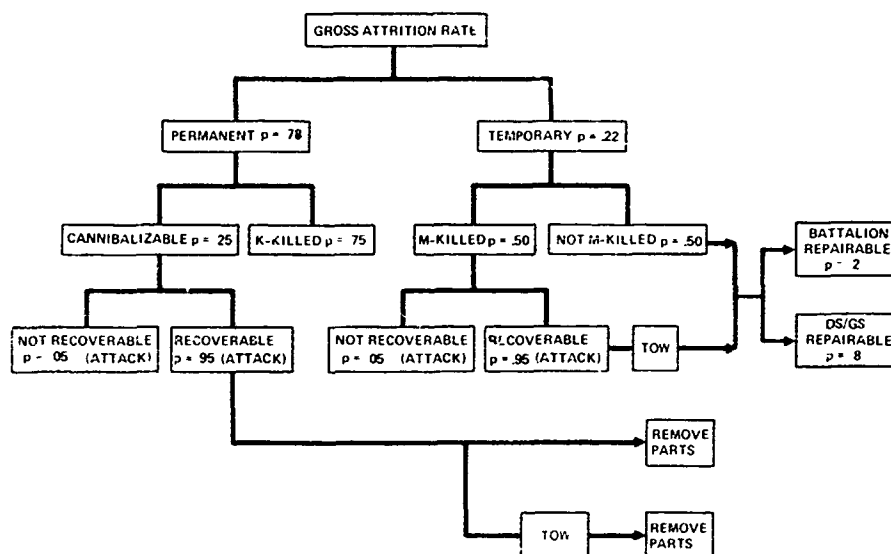 GROSS ATTRITION RATE
PERMANENT p = .78
TEMPORARY p = .22
CANNIBALIZABLE p = 25
K-KILLED p = 75
M-KILLED p = .50
NOT M-KILLED p = .50
BATTALION
REPAIRABLE
p - 2
NOT RECOVERABLE
p - 05 (ATTACK)
RECOVERABLE
p = 95 (ATTACK)
NOT RECOVERABLE
p = 05 (ATTACK)
RECOVERABLE
p = .95 (ATTACK)
TOW
DS/GS
REPAIRABLE
p = 8
REMOVE
PARTS
TOW
REMOVE
PARTS